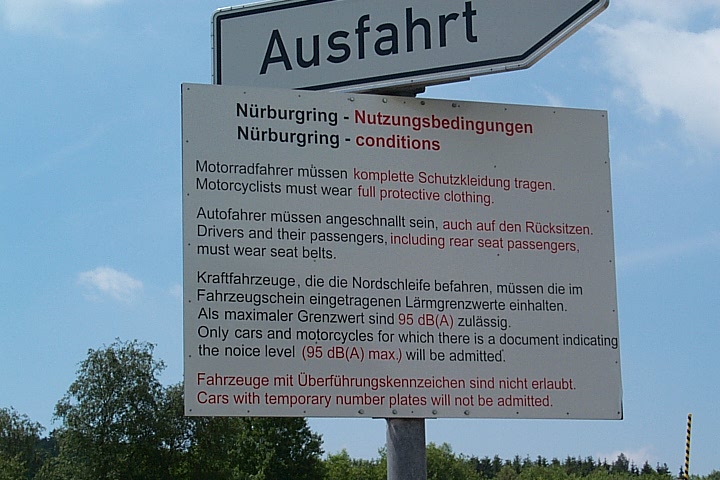 Ausfahrt
Nürburgring - Nutzungsbedingungen
Nürburgring - conditions
Motorradfahrer müssen komplette Schutzkleidung tragen.
Motorcyclists must wear full protective clothing.
Autofahrer müssen angeschnallt sein, auch auf den Rücksitzen.
Drivers and their passengers, including rear seat passengers,
must wear seat belts.
Kraftfahrzeuge, die die Nordschleife befahren, müssen die im
Fahrzeugschein eingetragenen Lärmgrenzwerte einhalten.
Als maximaler Grenzwert sind 95 dB(A) zulässig.
Only cars and motorcycles for which there is a document indicating
the noice level (95 dB(A) max.) will be admitted.
Fahrzeuge mit Überführungskennzeichen sind nicht erlaubt.
Cars with temporary number plates will not be admitted.